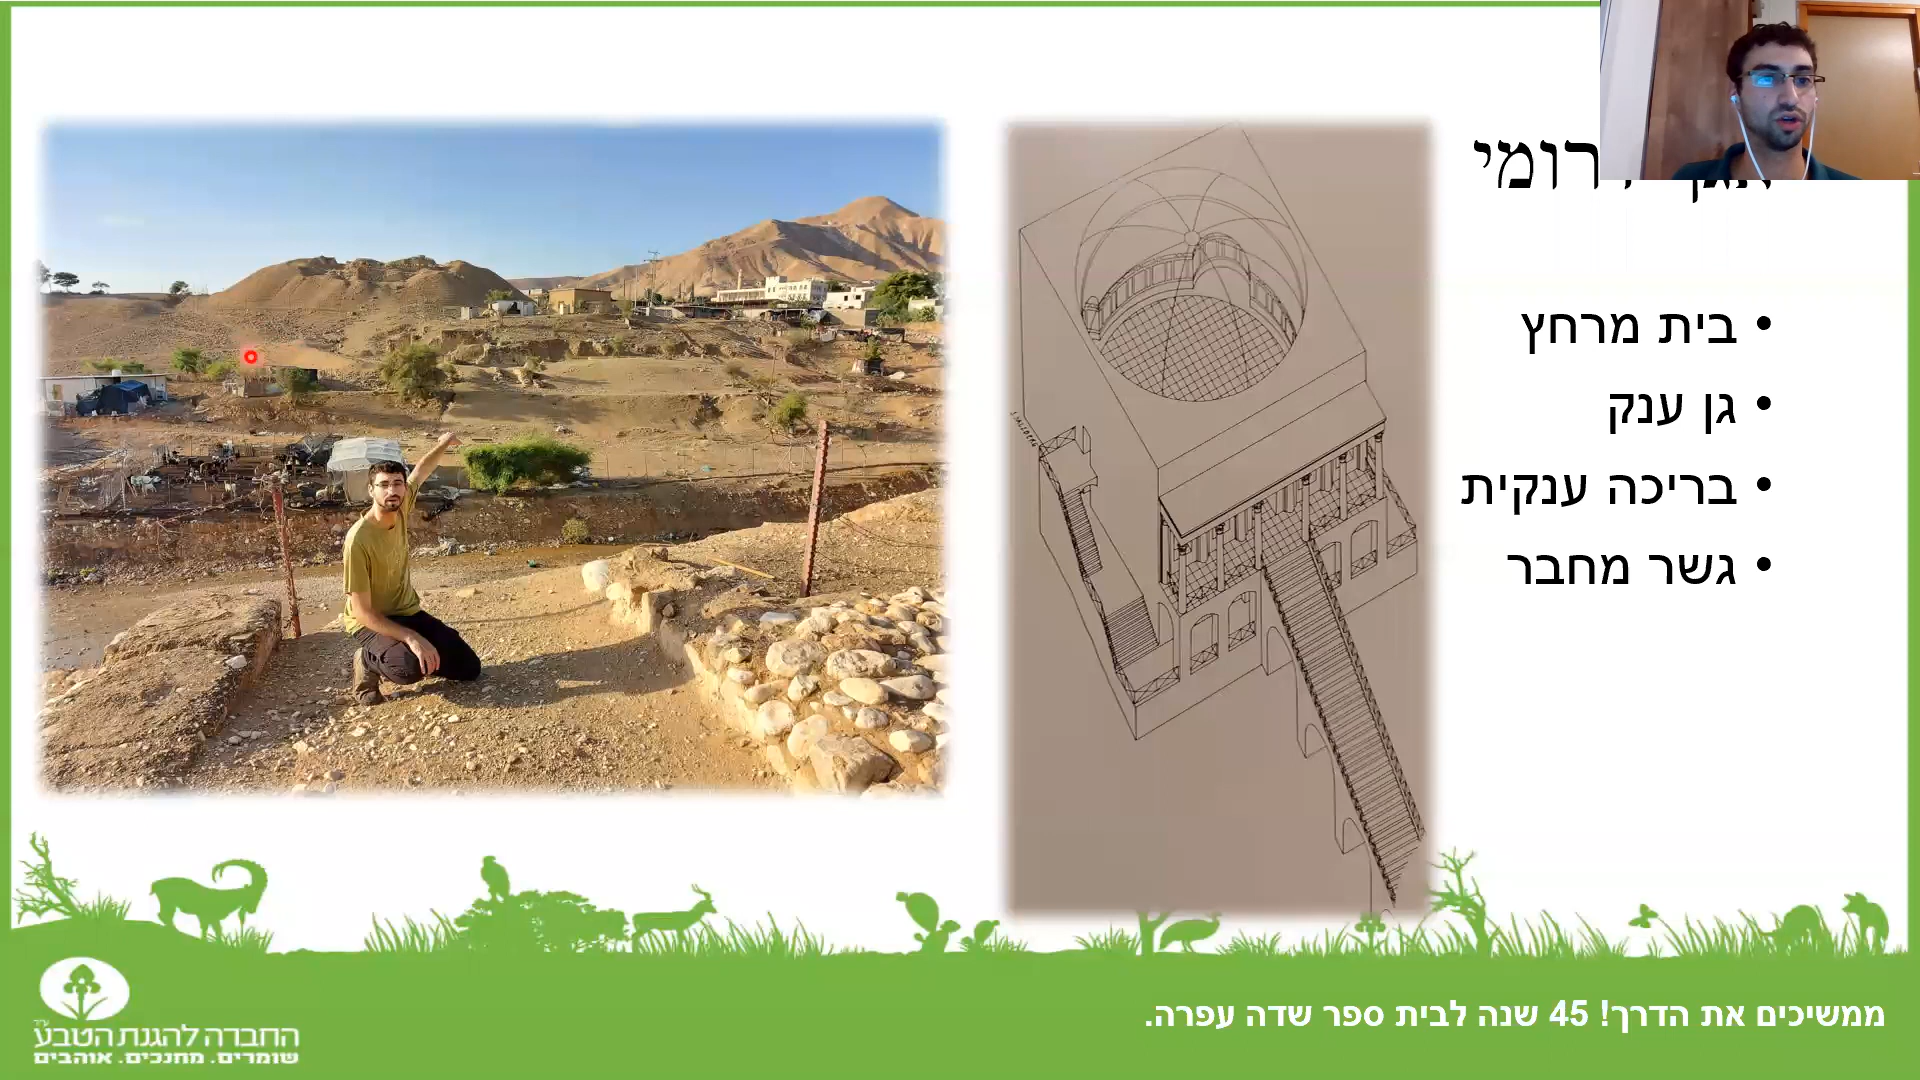 הדרומי
• בית מרחץ
• גן ענק
• בריכה ענקית
• גשר מחבר
ממשיכים את הדרך! 45 שנה לבית ספר שדה עפרה.
החברה להגנת הטבע ע״ר
שומרים. מחנכים. אוהבים